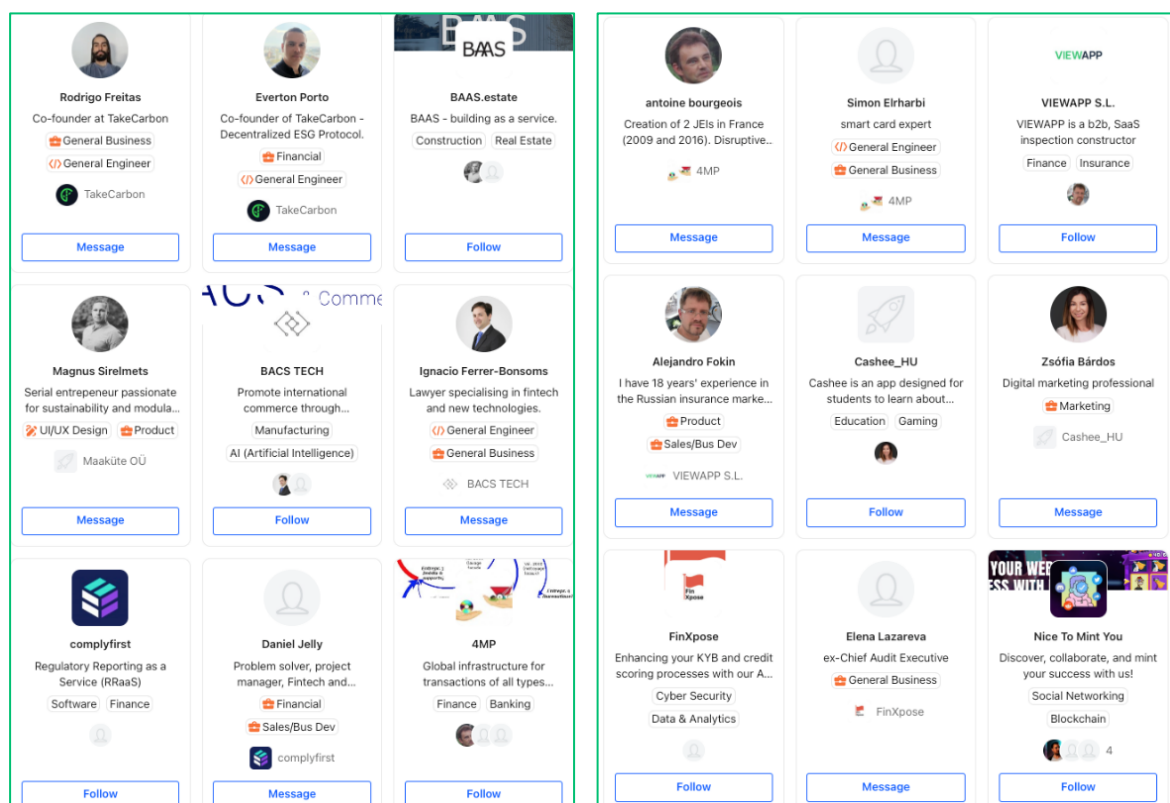 BAAS
BAAS
Rodrigo Freitas
Co-founder at TakeCarbon
General Business
General Engineer
TakeCarbon
Message
Everton Porto
Co-founder of TakeCarbon -
Decentralized ESG Protocol.
Financial
General Engineer
TakeCarbon
Message
BAAS.estate
BAAS - building as a service.
Construction Real Estate
Follow
Magnus Sirelmets
Serial entrepeneur passionate
for sustainability and modula...
UI/UX Design Product
Maaküte OÜ
Message
ACS & Comme
BACS TECH
Promote international
commerce through...
Manufacturing
AI (Artificial Intelligence)
Follow
Ignacio Ferrer-Bonsoms
Lawyer specialising in fintech
and new technologies.
General Engineer
General Business
BACS TECH
Message
complyfirst
Regulatory Reporting as a
Service (RRaaS)
Software Finance
Follow
Daniel Jelly
Problem solver, project
manager, Fintech and...
Financial
Sales/Bus Dev
complyfirst
Message
4MP
Global infrastructure for
transactions of all types...
Finance Banking
Follow
antoine bourgeois
Creation of 2 JEIs in France
(2009 and 2016). Disruptive...
4MP
Message
Simon Elrharbi
smart card expert
General Engineer
General Business
4MP
Message
VIEWAPP
VIEWAPP S.L.
VIEWAPP is a b2b, SaaS
inspection constructor
Finance Insurance
Follow
Alejandro Fokin
I have 18 years' experience in
the Russian insurance marke...
Product
Sales/Bus Dev
VIEWAPP VIEWAPP S.L.
Message
Cashee_HU
Cashee is an app designed for
students to learn about...
Education Gaming
Follow
Zsófia Bárdos
Digital marketing professional
Marketing
Cashee_HU
Message
Fin
Xpose
FinXpose
Enhancing your KYB and credit
scoring processes with our A...
Cyber Security
Data & Analytics
Follow
Elena Lazareva
ex-Chief Audit Executive
General Business
FinXpose
Message
YOUR WEB
ESS WITH
Nice To Mint You
Discover, collaborate, and mint
your success with us!
Social Networking
Blockchain
4
Follow